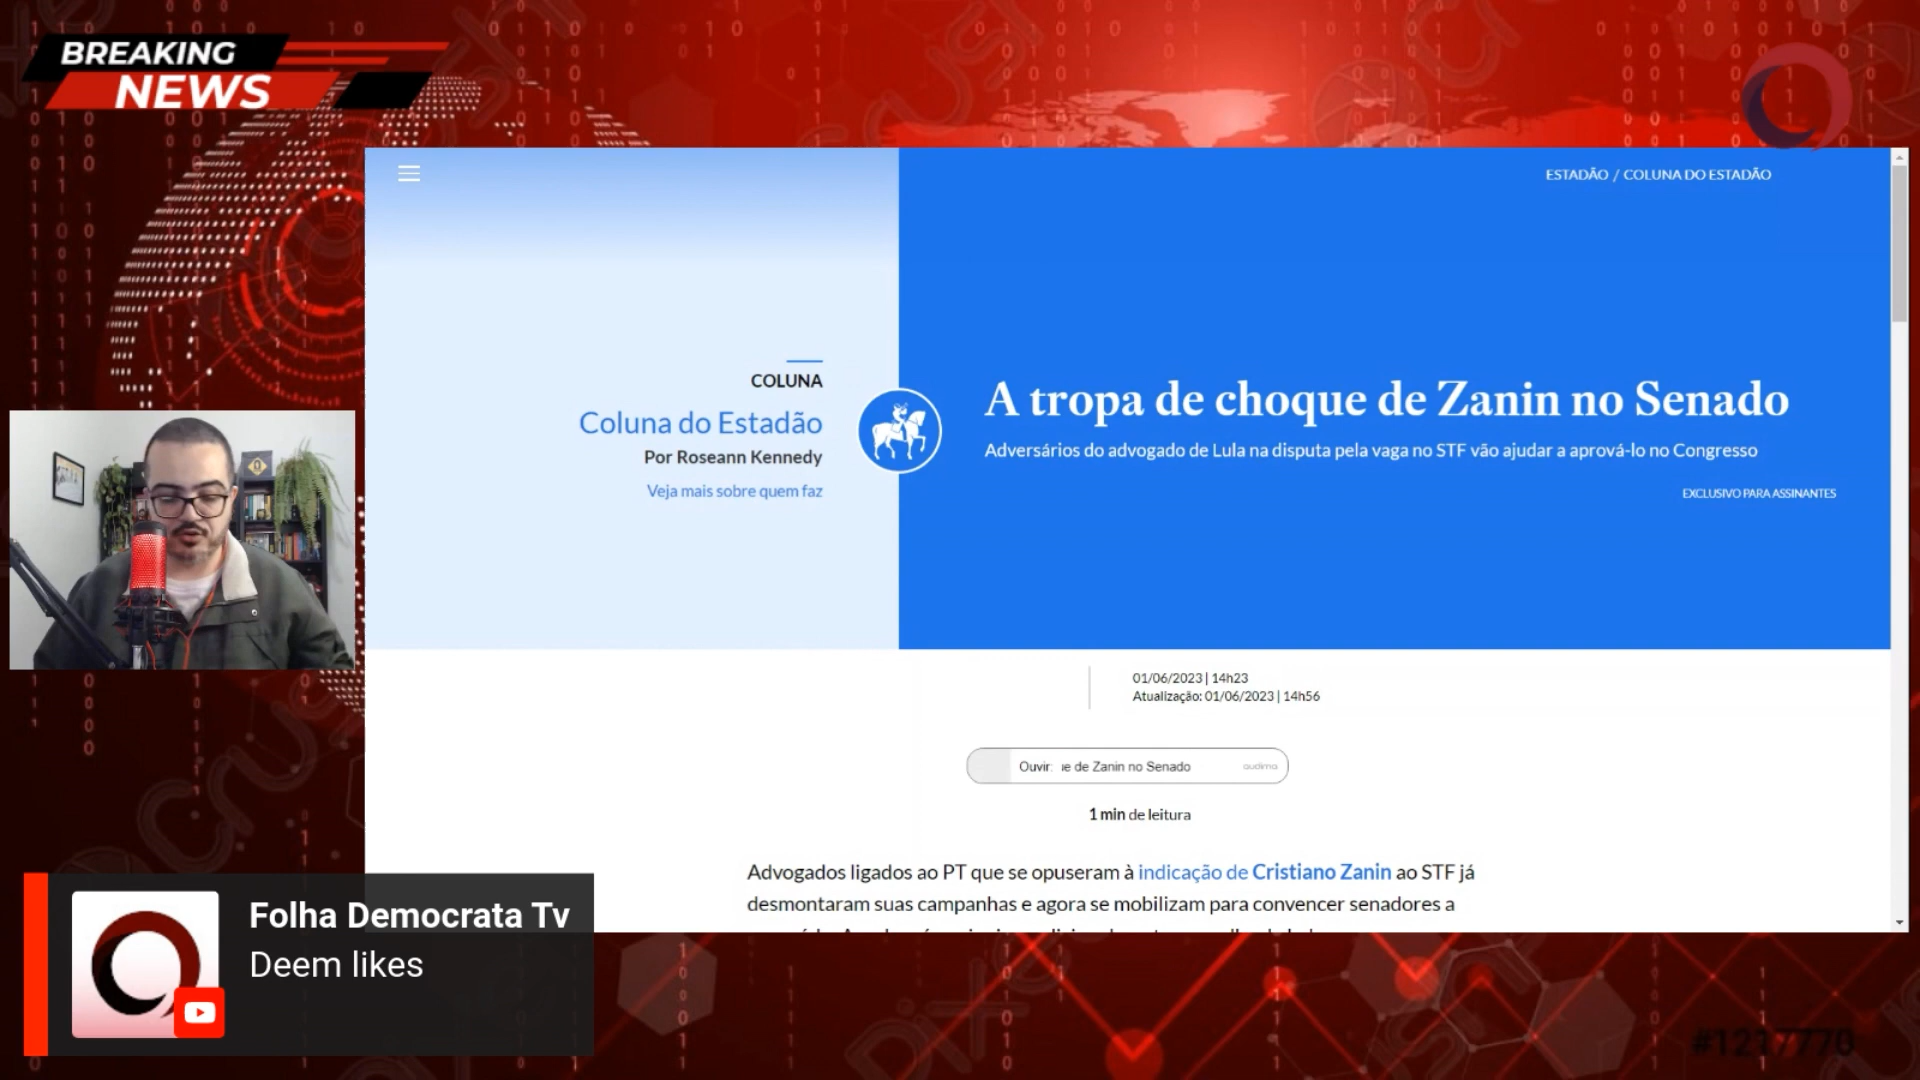 BREAKING
NEWS
ESTADÃO / COLUNA DO ESTADÃO
COLUNA
Coluna do Estadão
Por Roseann Kennedy
Veja mais sobre quem faz
A tropa de choque de Zanin no Senado
Adversários do advogado de Lula na disputa pela vaga no STF vão ajudar a aprová-lo no Congresso
EXCLUSIVO PARA ASSINANTES
01/06/2023 | 14h23
Atualização: 01/06/2023 | 14h56
Ouvir: ue de Zanin no Senado audima
1 min de leitura
Advogados ligados ao PT que se opuseram à indicação de Cristiano Zanin ao STF já
desmontaram suas campanhas e agora se mobilizam para convencer senadores a
Folha Democrata Tv
Deem likes
#1217770